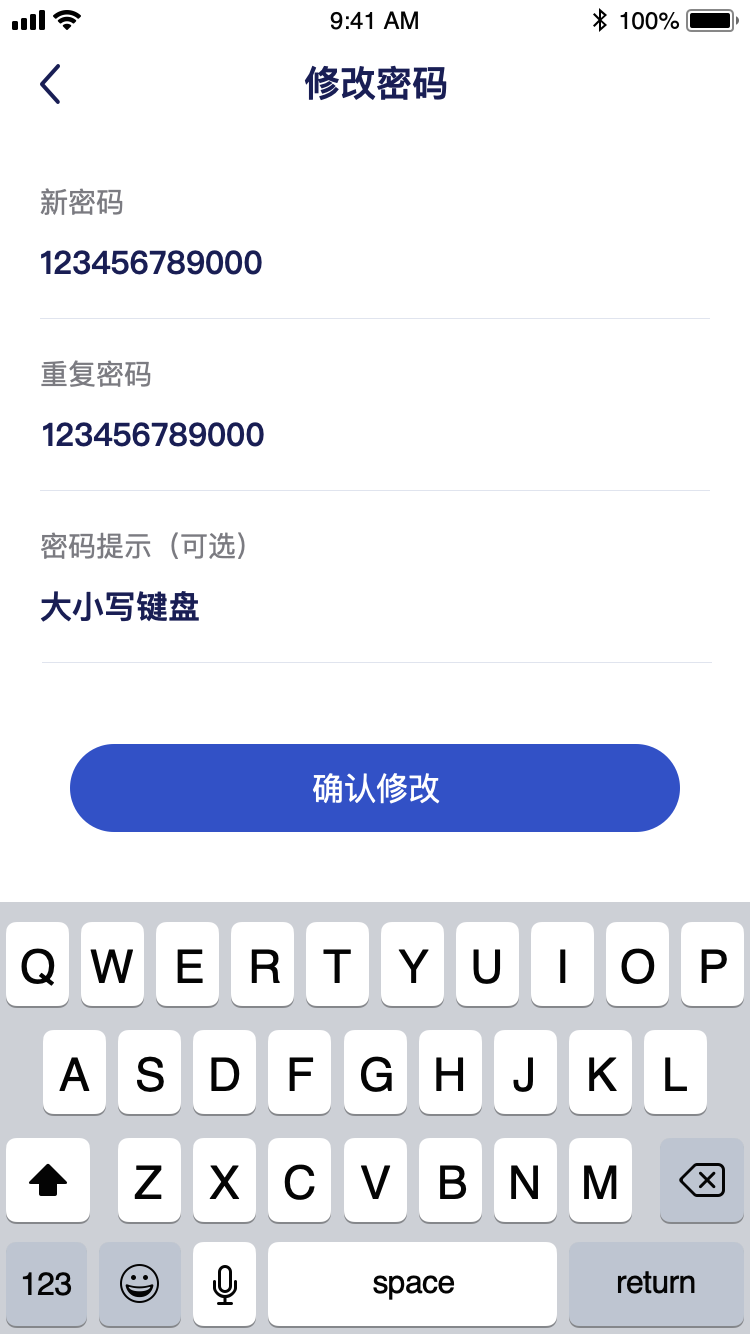 9:41 AM 100%
修改密码
新密码
123456789000
重复密码
123456789000
密码提示（可选）
大小写键盘
确认修改
Q W E R T Y U I O P
A S D F G H J K L
Z X C V B N M
123 space return